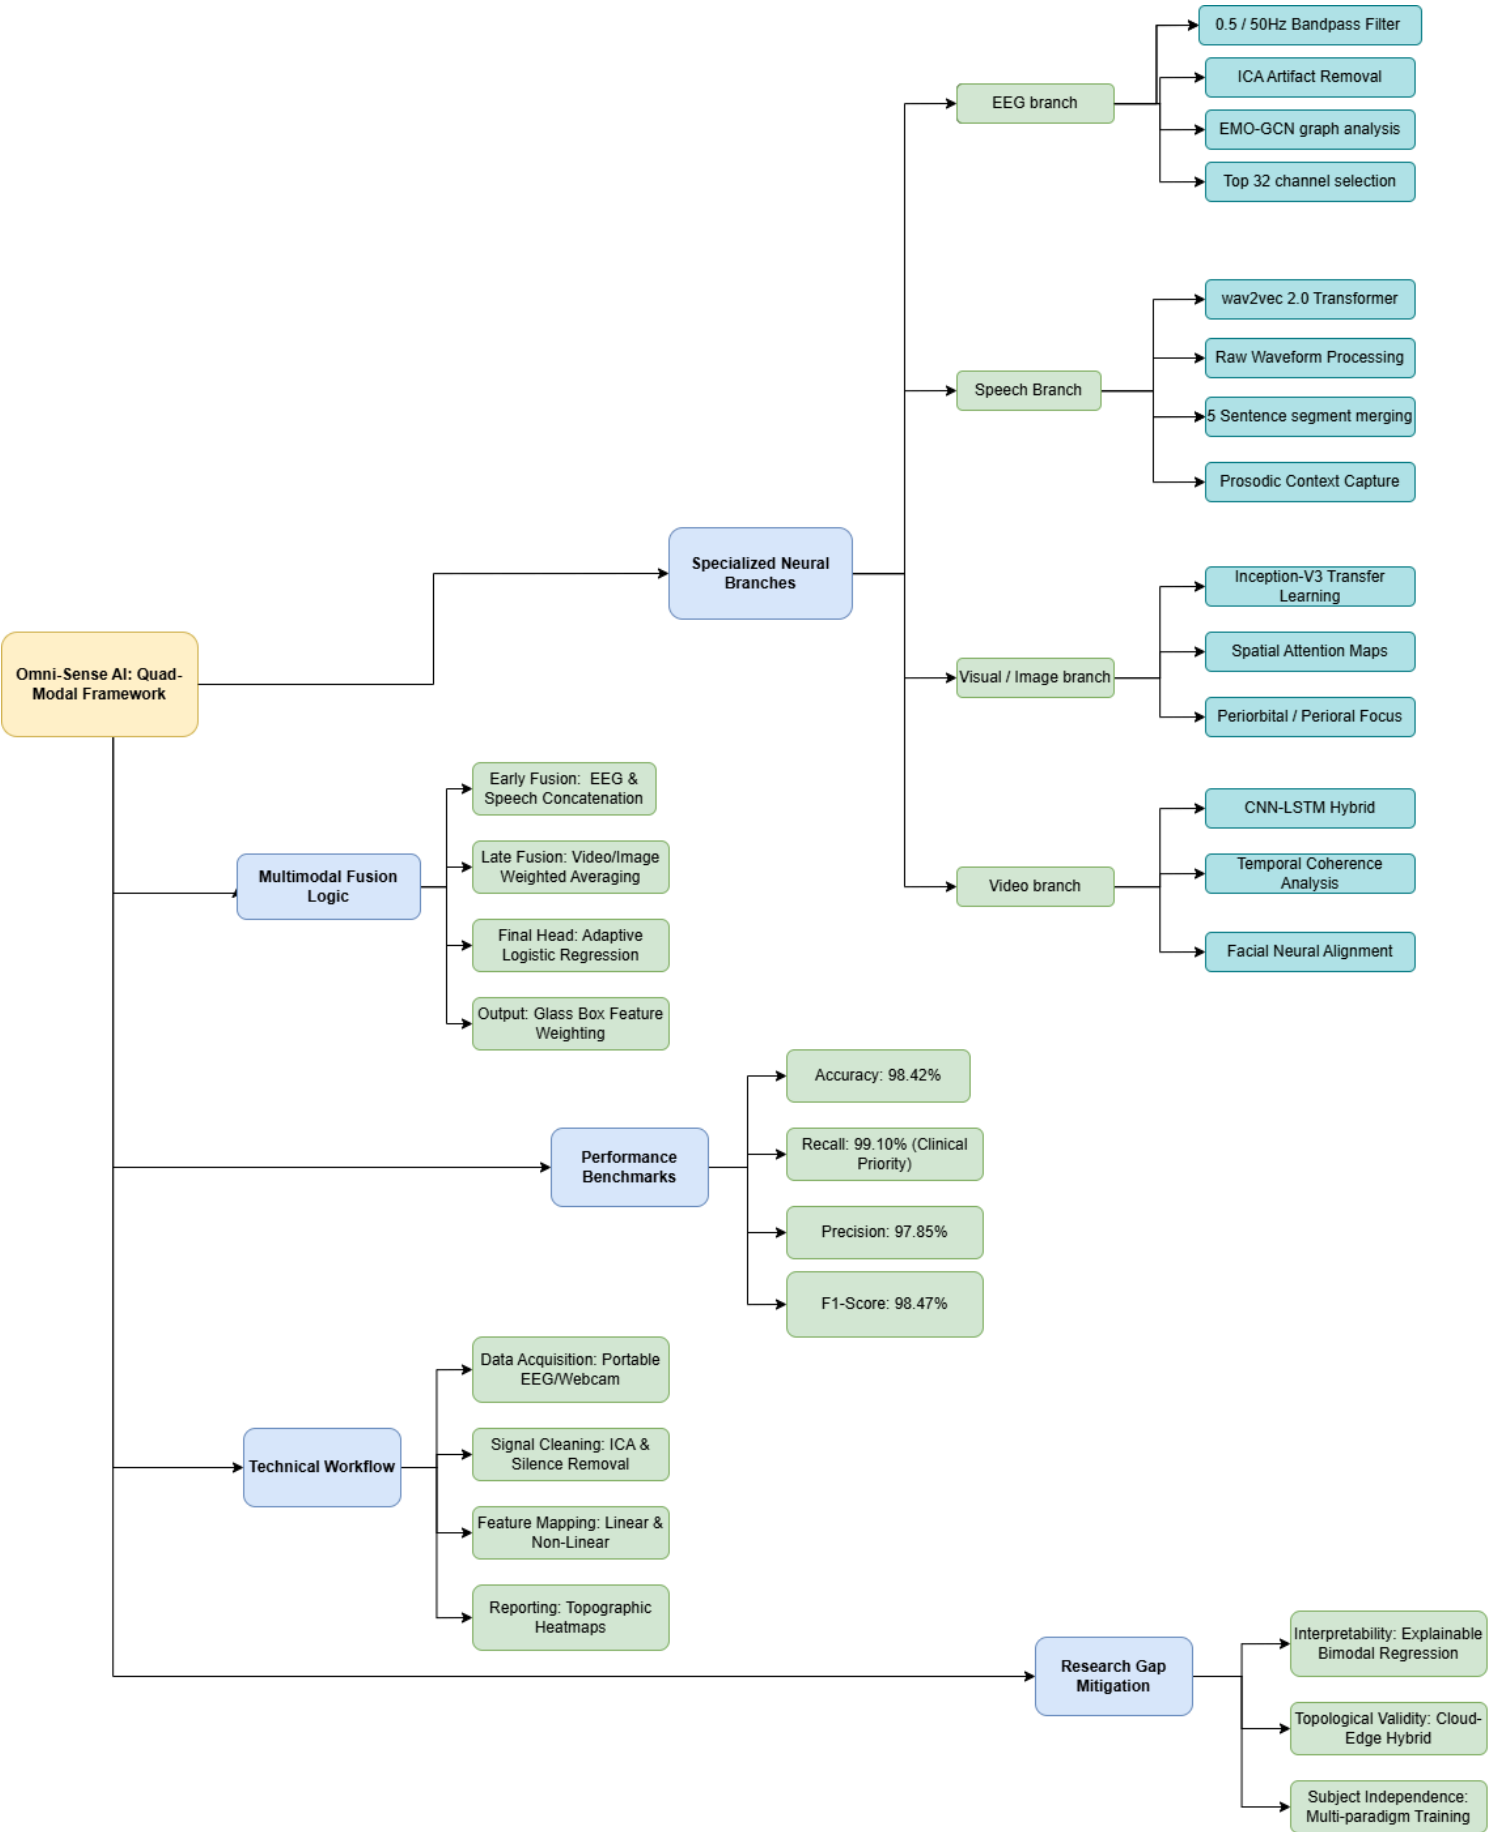 Omni-Sense AI: Quad-
Modal Framework
Specialized Neural
Branches
EEG branch
0.5 / 50Hz Bandpass Filter
ICA Artifact Removal
EMO-GCN graph analysis
Top 32 channel selection
Speech Branch
wav2vec 2.0 Transformer
Raw Waveform Processing
5 Sentence segment merging
Prosodic Context Capture
Visual / Image branch
Inception-V3 Transfer
Learning
Spatial Attention Maps
Periorbital / Perioral Focus
Video branch
CNN-LSTM Hybrid
Temporal Coherence
Analysis
Facial Neural Alignment
Multimodal Fusion
Logic
Early Fusion:  EEG &
Speech Concatenation
Late Fusion: Video/Image
Weighted Averaging
Final Head: Adaptive
Logistic Regression
Output: Glass Box Feature
Weighting
Performance
Benchmarks
Accuracy: 98.42%
Recall: 99.10% (Clinical
Priority)
Precision: 97.85%
F1-Score: 98.47%
Technical Workflow
Data Acquisition: Portable
EEG/Webcam
Signal Cleaning: ICA &
Silence Removal
Feature Mapping: Linear &
Non-Linear
Reporting: Topographic
Heatmaps
Research Gap
Mitigation
Interpretability: Explainable
Bimodal Regression
Topological Validity: Cloud-
Edge Hybrid
Subject Independence:
Multi-paradigm Training